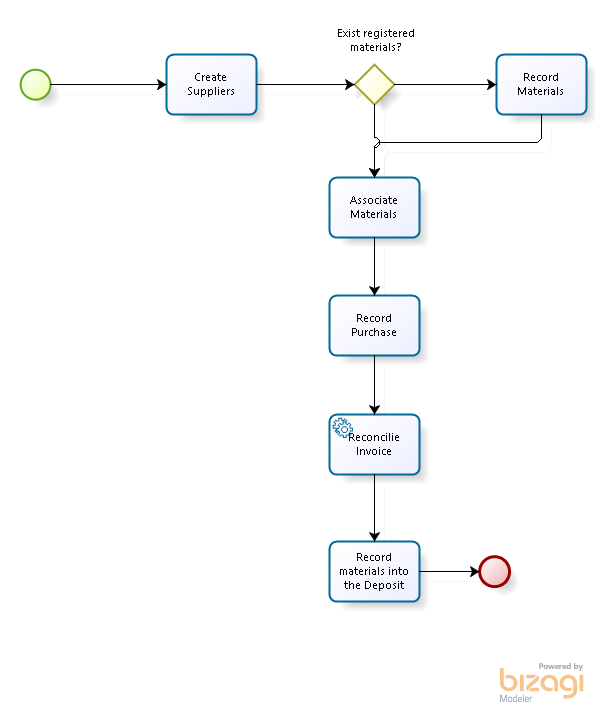 Exist registered
materials?
Create
Suppliers
Record
Materials
Associate
Materials
Record
Purchase
Reconcilie
Invoice
Record
materials into
the Deposit
Powered by
bizagi
Modeler